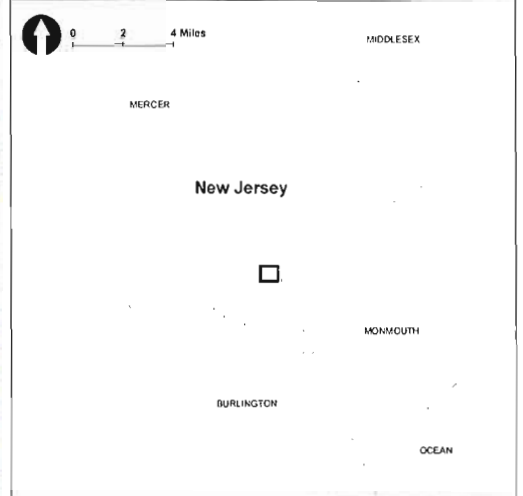 0 2 4 Miles
MIDDLESEX
MERCER
New Jersey
MONMOUTH
BURLINGTON
OCEAN